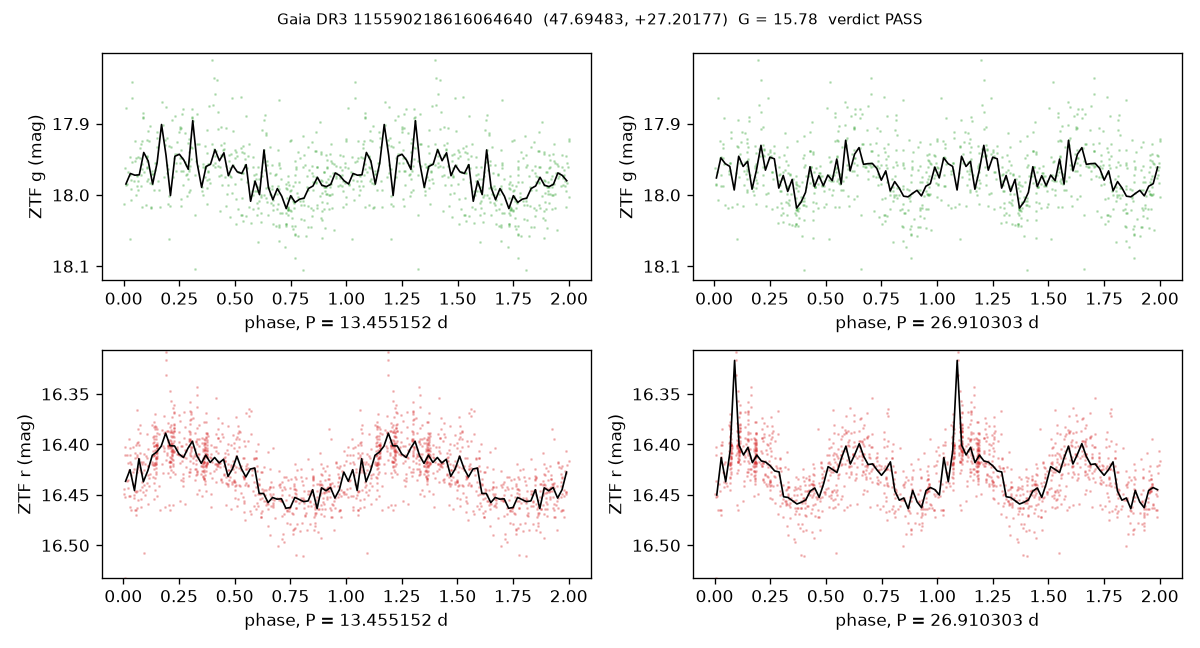 Gaia DR3 115590218616064640  (47.69483, +27.20177)  G = 15.78  verdict PASS
ZTF g (mag)
17.9
18.0
18.1
0.00 0.25 0.50 0.75 1.00 1.25 1.50 1.75 2.00
phase, P = 13.455152 d
ZTF g (mag)
17.9
18.0
18.1
0.00 0.25 0.50 0.75 1.00 1.25 1.50 1.75 2.00
phase, P = 26.910303 d
ZTF r (mag)
16.35
16.40
16.45
16.50
0.00 0.25 0.50 0.75 1.00 1.25 1.50 1.75 2.00
phase, P = 13.455152 d
ZTF r (mag)
16.35
16.40
16.45
16.50
0.00 0.25 0.50 0.75 1.00 1.25 1.50 1.75 2.00
phase, P = 26.910303 d